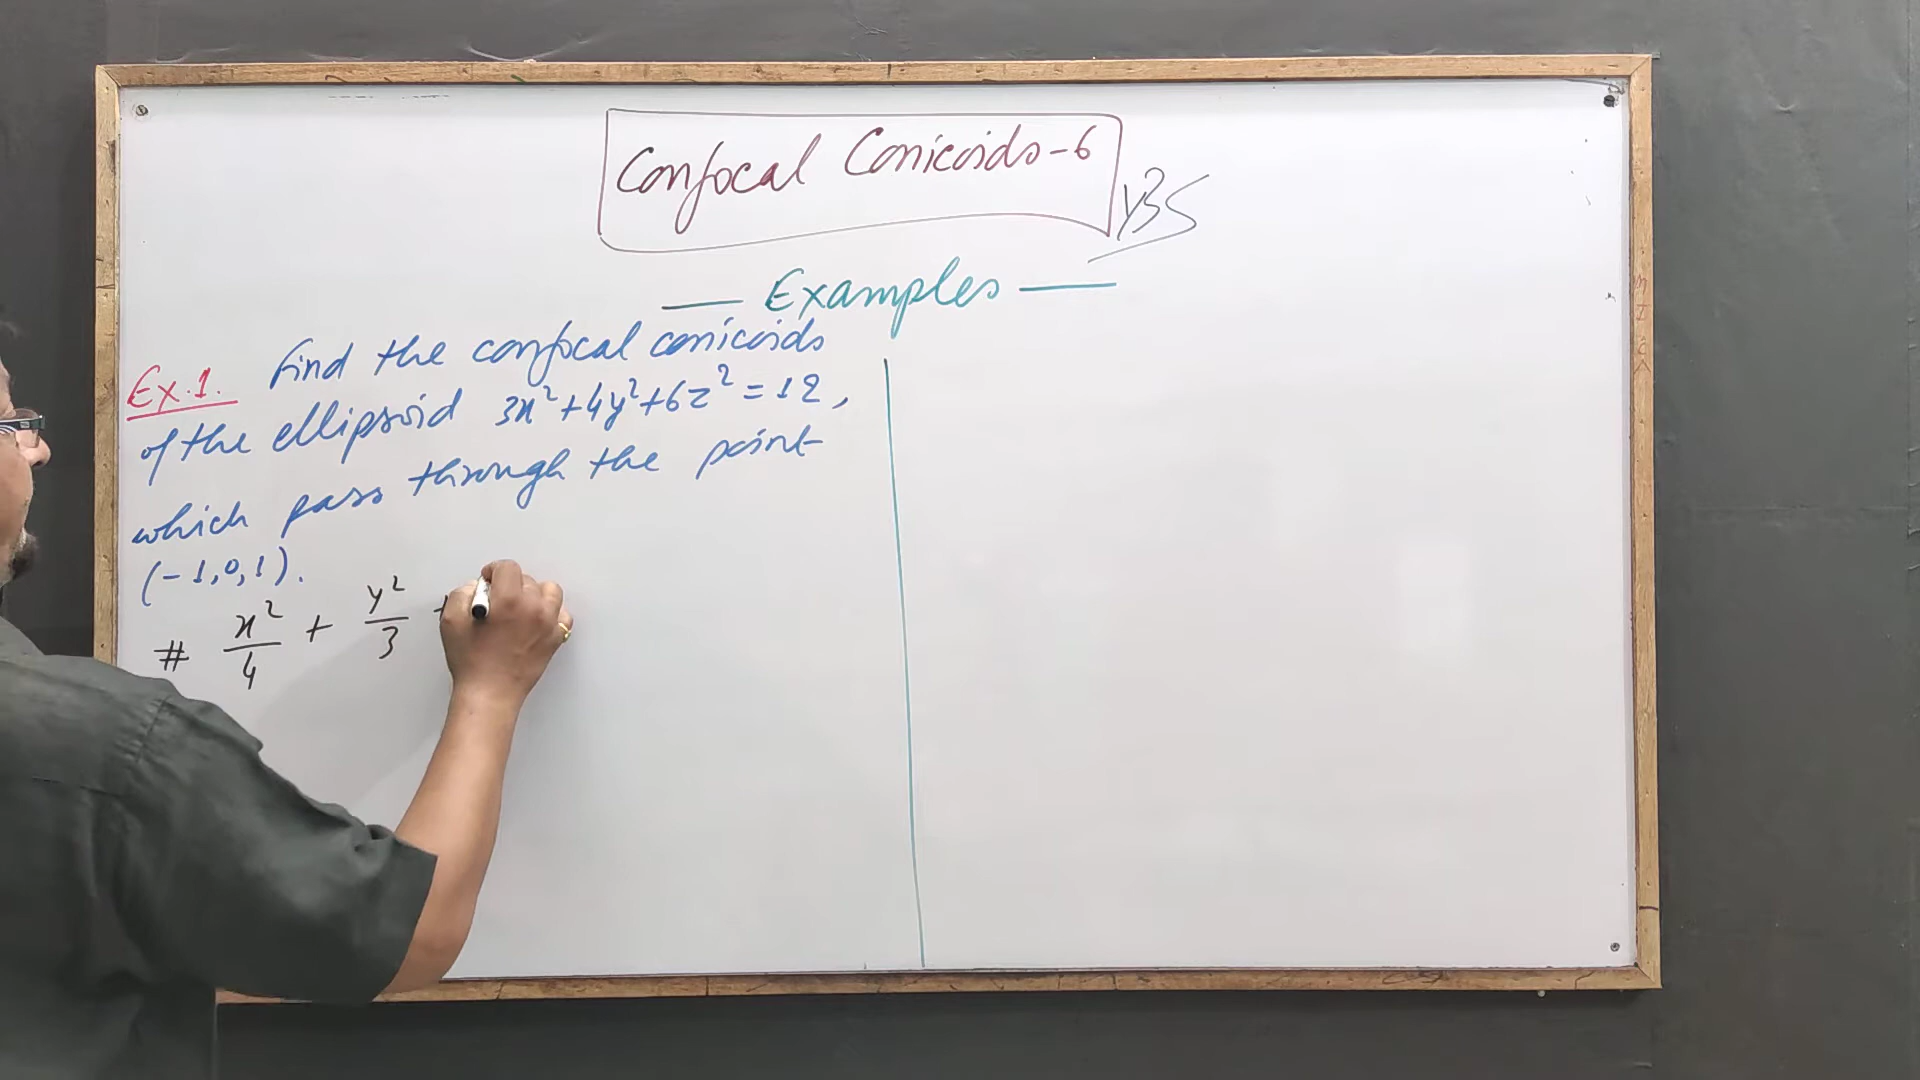 Confocal Conicoids-6
— Examples —
Ex.1. Find the confocal conicoids
of the ellipsoid 3x²+4y²+6z²=12,
which pass through the point
(-1,0,1).
# x²/4 + y²/3 +